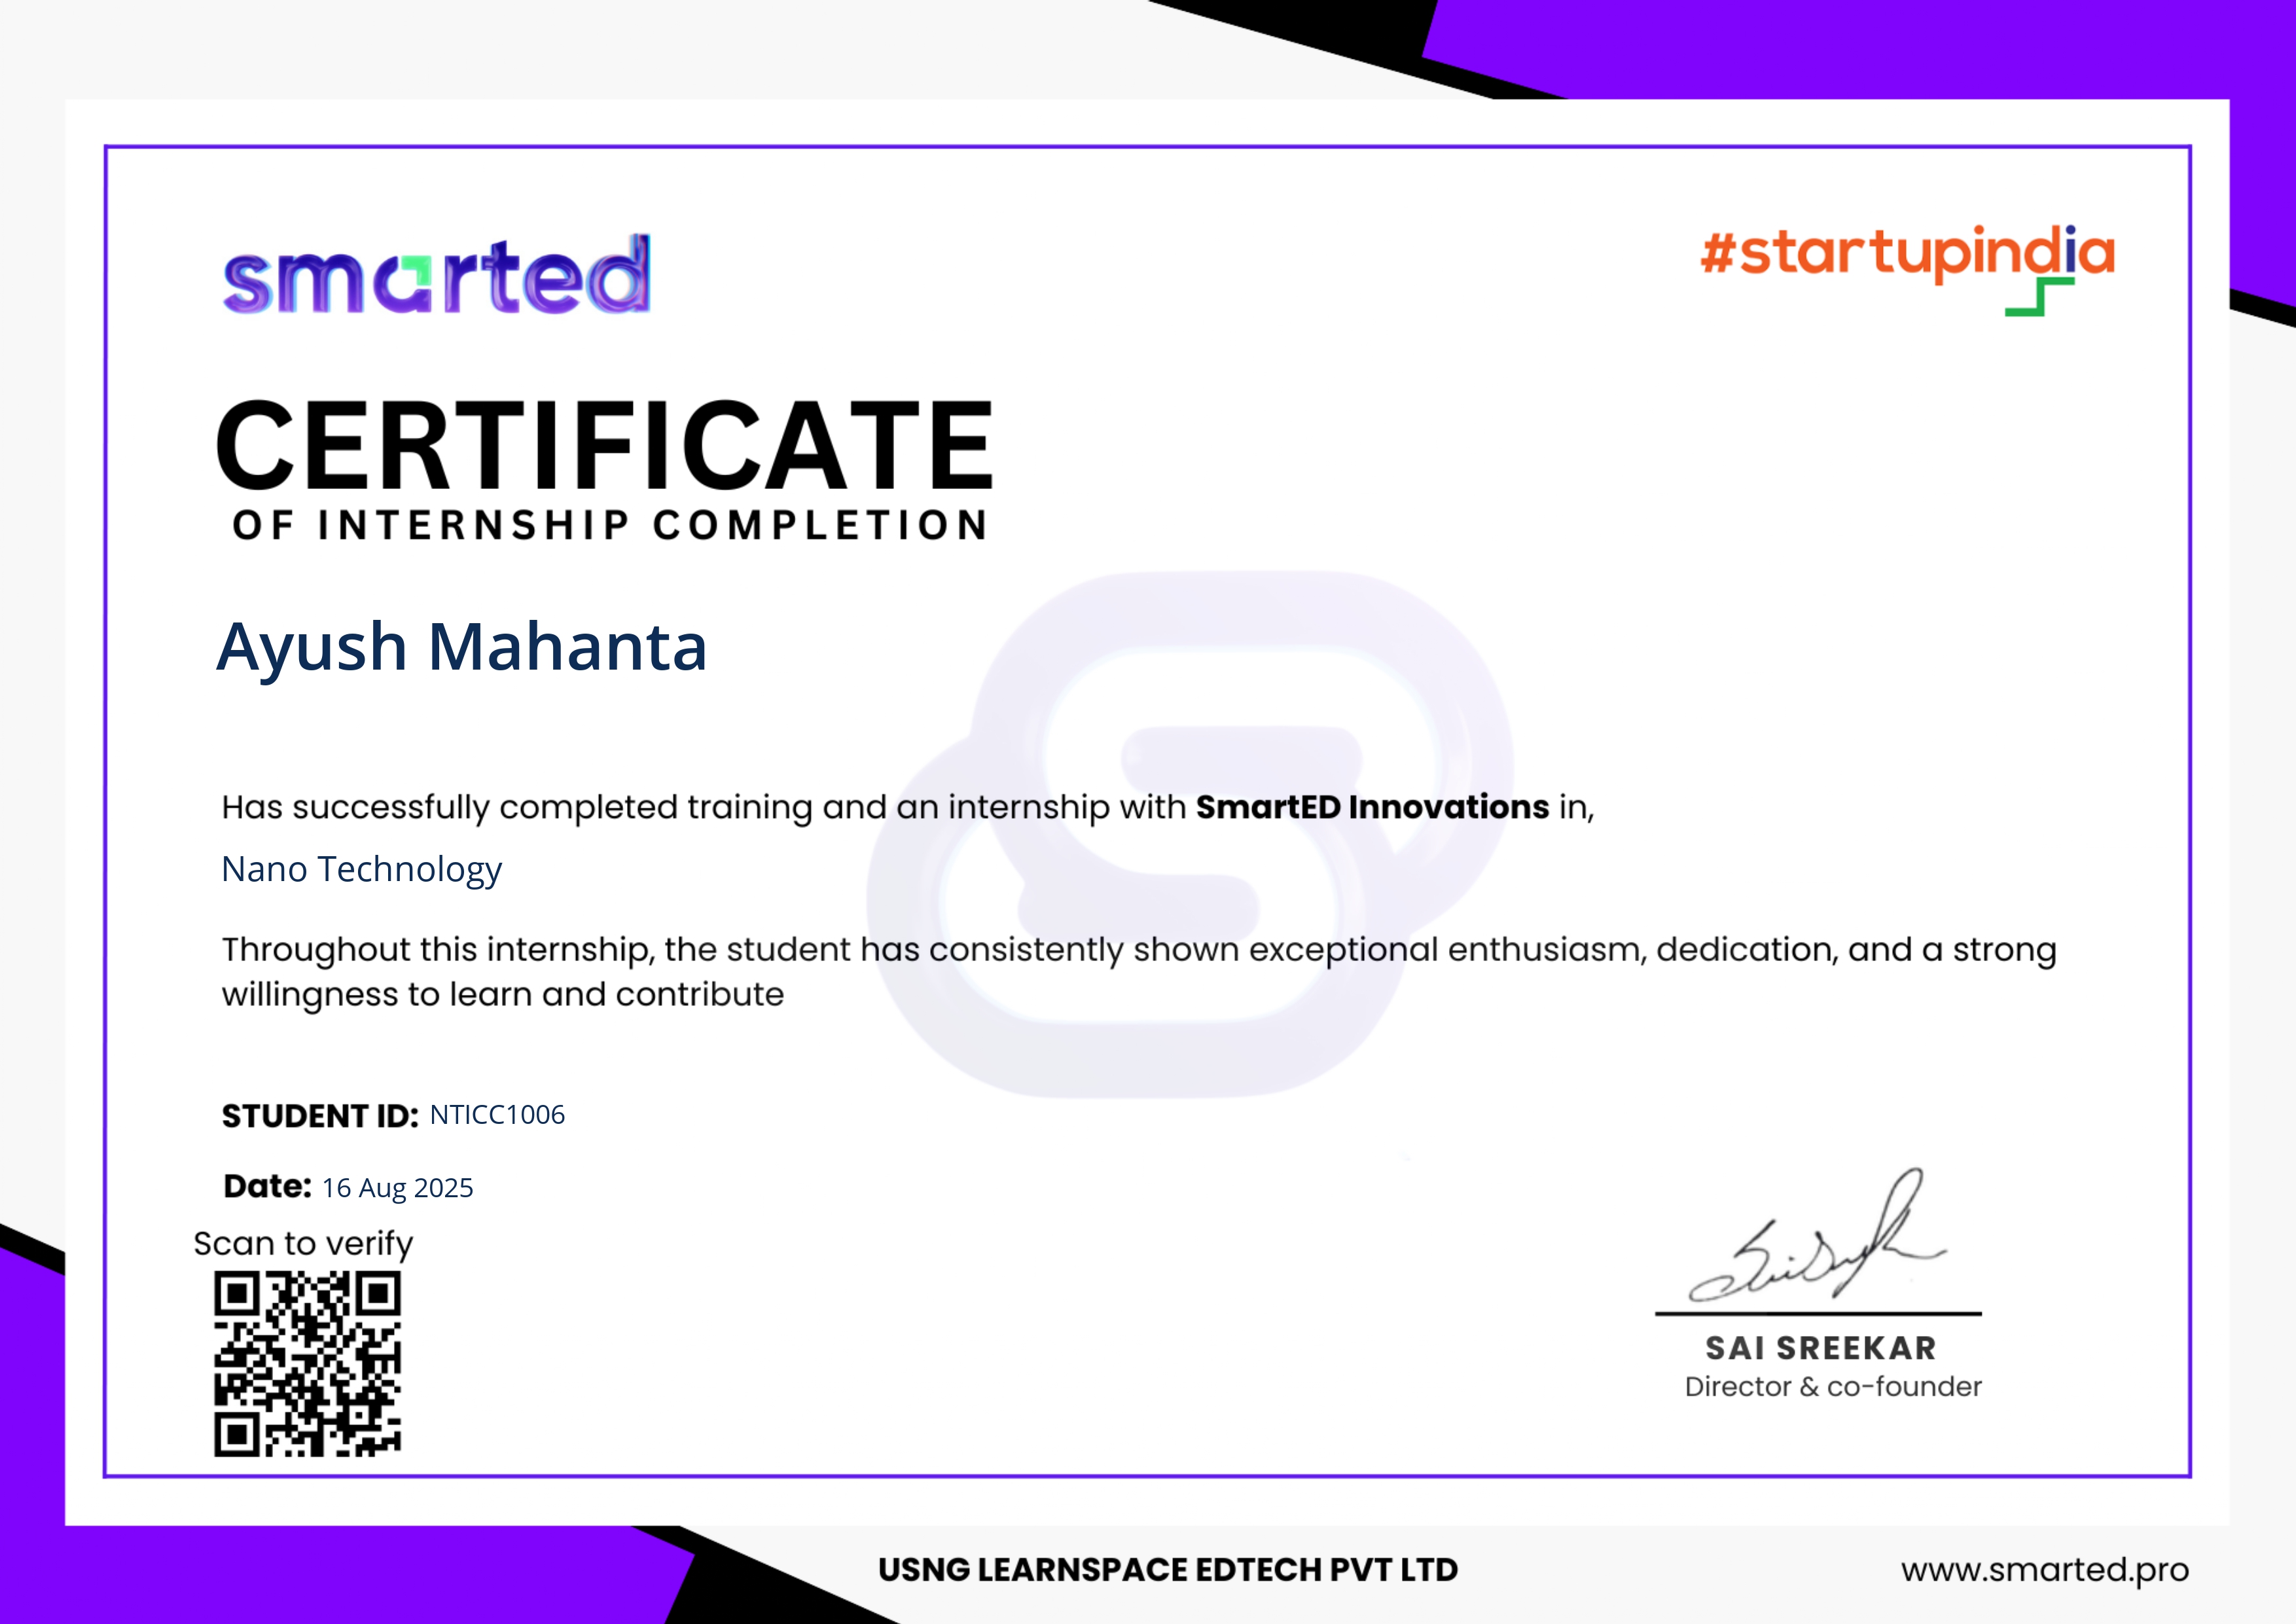 smarted
#startupindia
CERTIFICATE
OF INTERNSHIP COMPLETION
Ayush Mahanta
Has successfully completed training and an internship with SmartED Innovations in,
Nano Technology
Throughout this internship, the student has consistently shown exceptional enthusiasm, dedication, and a strong
willingness to learn and contribute
STUDENT ID: NTICC1006
Date: 16 Aug 2025
Scan to verify
SAI SREEKAR
Director & co-founder
USNG LEARNSPACE EDTECH PVT LTD
www.smarted.pro